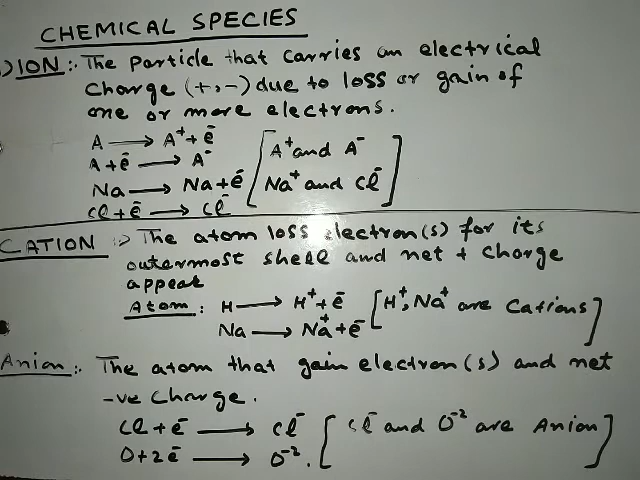 CHEMICAL SPECIES
) ION :- The particle that carries an electrical
charge (+,-) due to loss or gain of
one or more electrons.
A ⟶ A⁺ + ē
A + ē ⟶ A⁻ [A⁺ and A⁻
Na ⟶ Na + ē Na⁺ and Cl⁻]
Cl + ē ⟶ Cl⁻
CATION :- The atom loss electron(s) for its
outermost shell and net + charge
appear
Atom : H ⟶ H⁺ + ē [H⁺, Na⁺ are Cations]
Na ⟶ Na⁺ + ē
Anion :- The atom that gain electron(s) and net
-ve charge.
Cl + ē ⟶ Cl⁻ [Cl⁻ and O⁻² are Anion]
O + 2ē ⟶ O⁻².